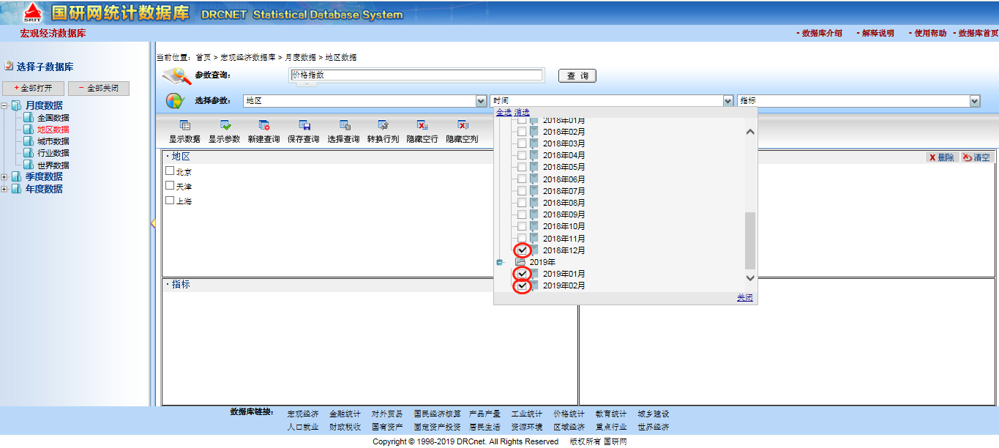 SRIT 国研网统计数据库 DRCNET Statistical Database System
宏观经济数据库 - 数据库介绍 - 解释说明 - 使用帮助 - 数据库首页
选择子数据库
+ 全部打开 － 全部关闭
月度数据
全国数据
地区数据
城市数据
行业数据
世界数据
季度数据
年度数据
当前位置：首页 > 宏观经济数据库 > 月度数据 > 地区数据
参数查询： 价格指数 查 询
选择参数： 地区 时间 指标
显示数据 显示参数 新建查询 保存查询 选择查询 转换行列 隐藏空行 隐藏空列
全选 消选
2018年01月
2018年02月
2018年03月
2018年04月
2018年05月
2018年06月
2018年07月
2018年08月
2018年09月
2018年10月
2018年11月
2018年12月
2019年
2019年01月
2019年02月
关闭
· 地区
北京
天津
上海
X 删除 清空
· 指标
数据库链接： 宏观经济 金融统计 对外贸易 国民经济核算 产品产量 工业统计 价格统计 教育统计 城乡建设
人口就业 财政税收 国有资产 固定资产投资 居民生活 资源环境 区域经济 重点行业 世界经济
Copyright © 1998-2019 DRCnet. All Rights Reserved 版权所有 国研网